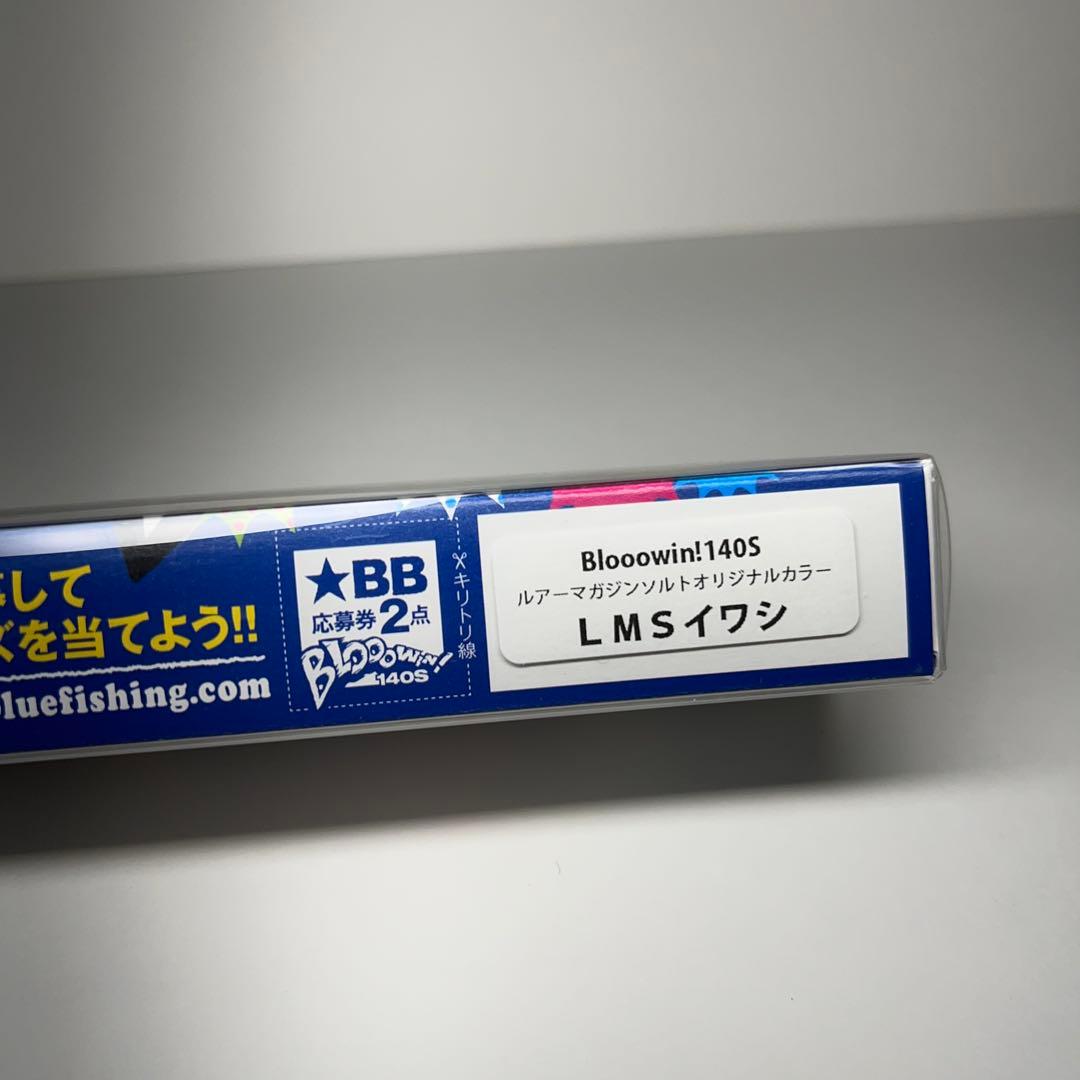 して
ズを当てよう!!
bluefishing.com
★BB
応募券2点
BLOOOWIN!
140S
キリトリ線
Blooowin!140S
ルアーマガジンソルトオリジナルカラー
LMSイワシ